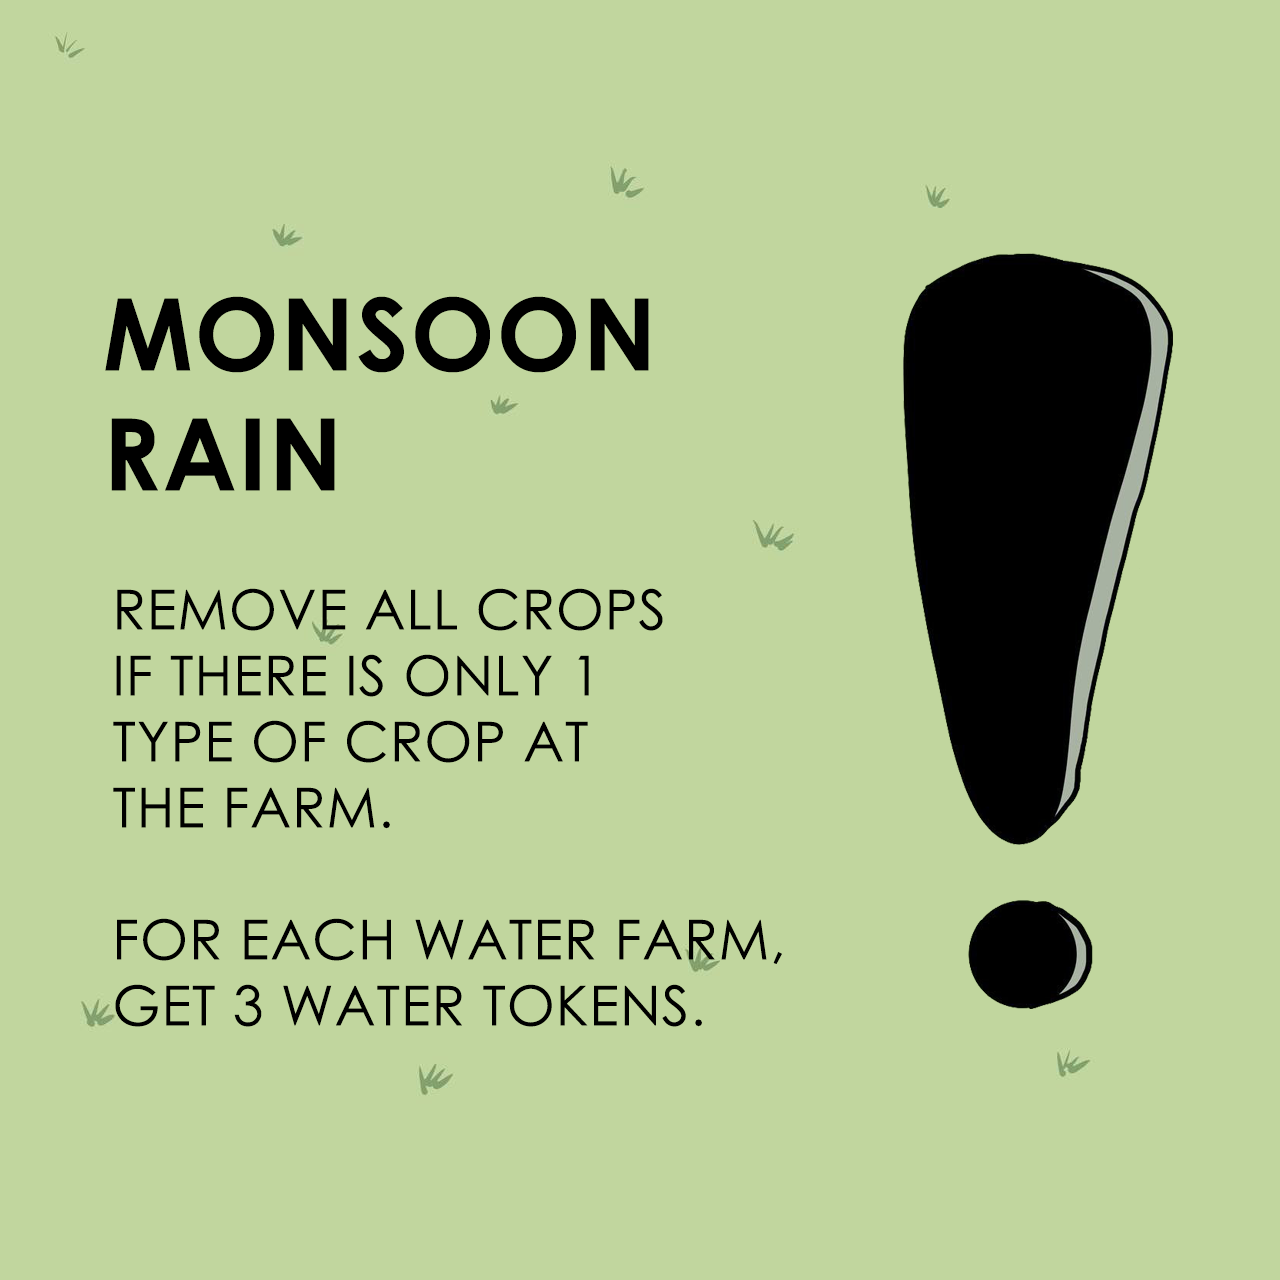 MONSOON
RAIN
REMOVE ALL CROPS
IF THERE IS ONLY 1
TYPE OF CROP AT
THE FARM.
FOR EACH WATER FARM,
GET 3 WATER TOKENS.
!